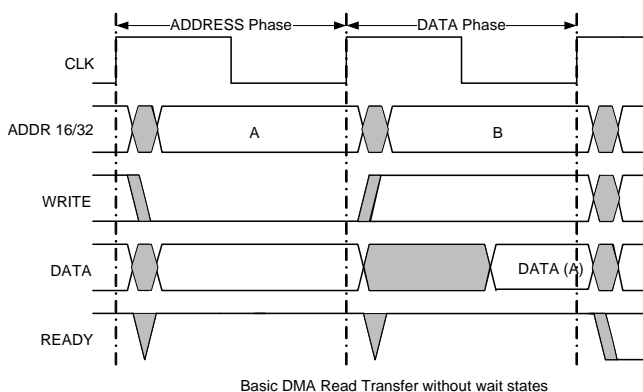 ADDRESS Phase DATA Phase
CLK
ADDR 16/32 A B
WRITE
DATA DATA (A)
READY
Basic DMA Read Transfer without wait states